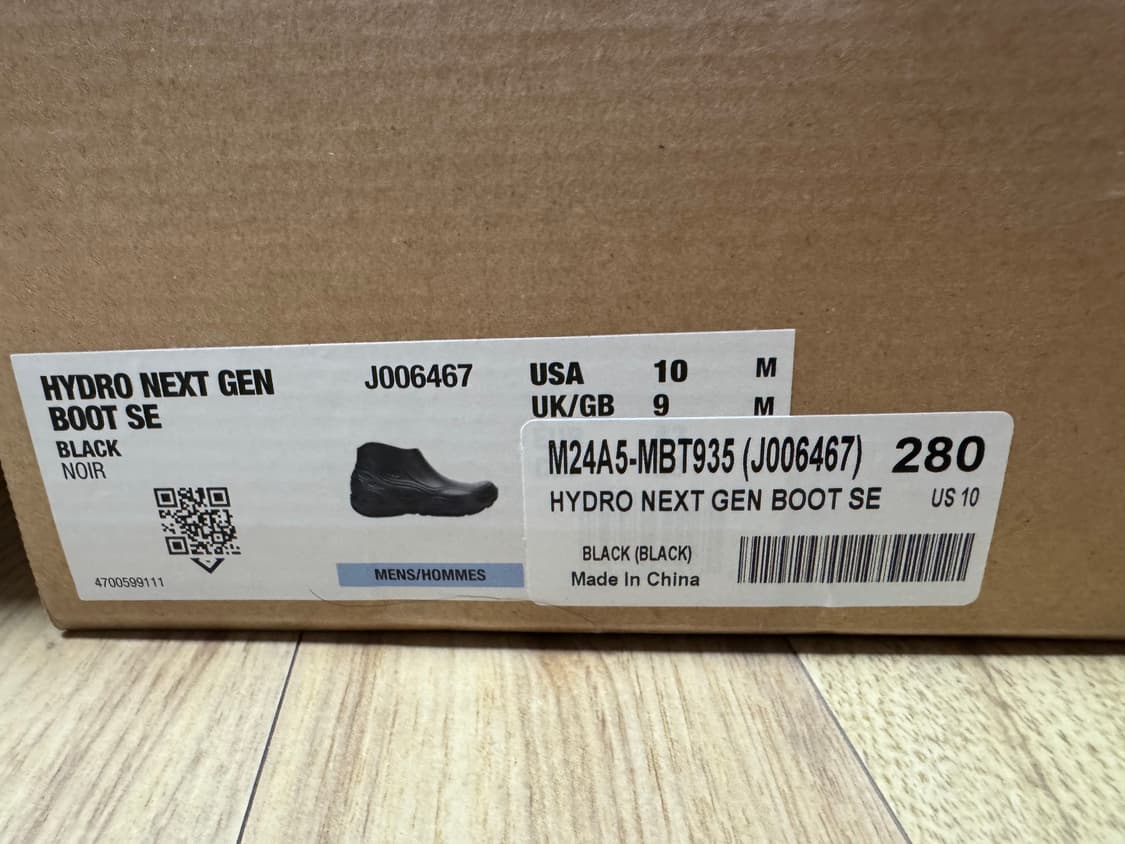 HYDRO NEXT GEN
BOOT SE
BLACK
NOIR
4700599111
J006467
MENS/HOMMES
USA 10 M
UK/GB 9 M
M24A5-MBT935 (J006467) 280
HYDRO NEXT GEN BOOT SE US 10
BLACK (BLACK)
Made In China